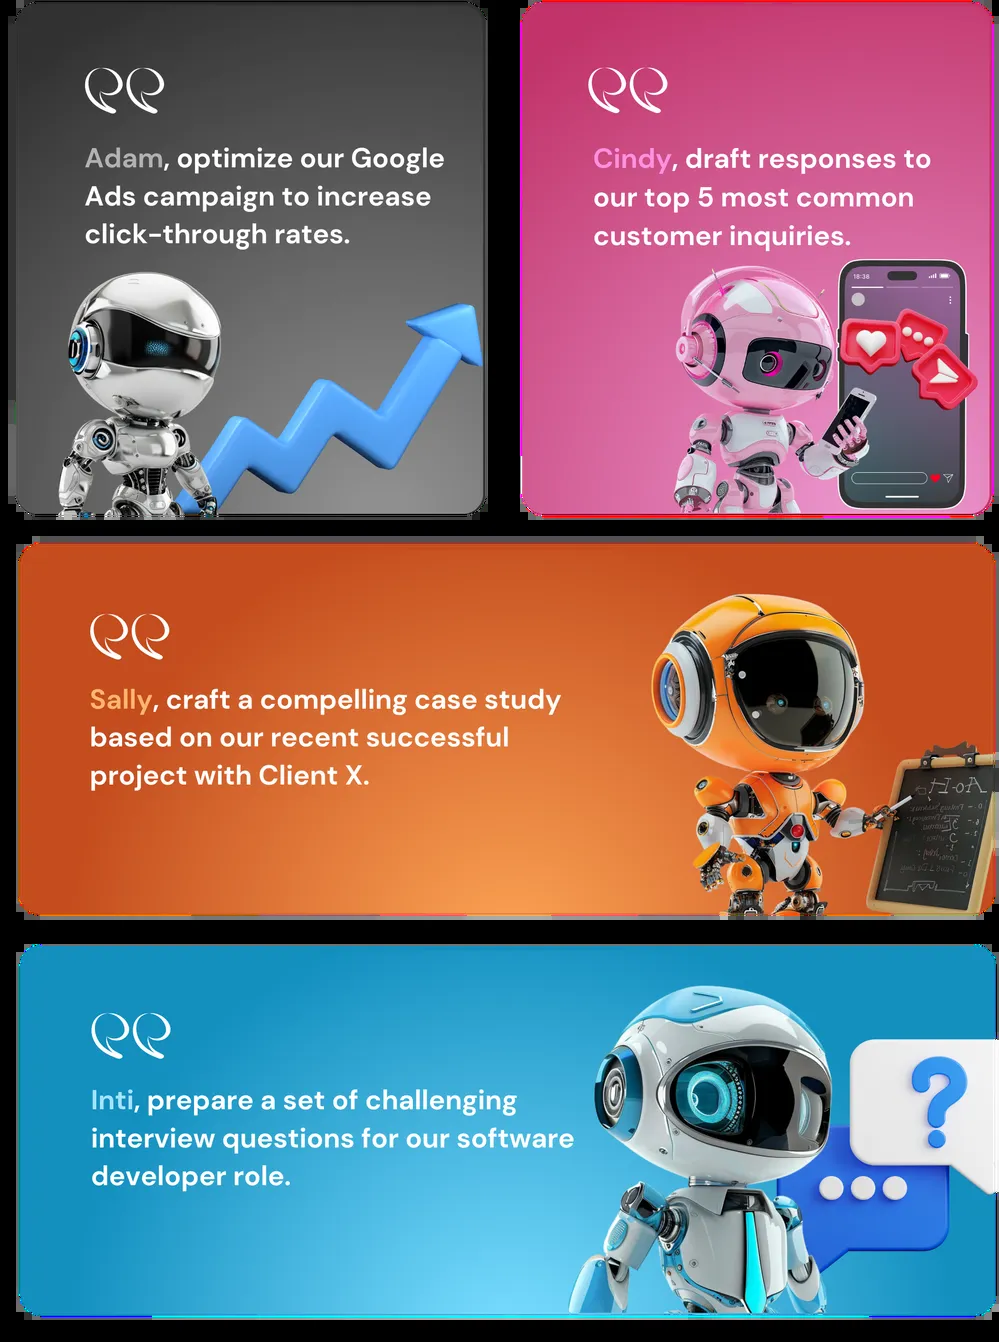 Adam, optimize our Google
Ads campaign to increase
click-through rates.
Cindy, draft responses to
our top 5 most common
customer inquiries.
18:38
Sally, craft a compelling case study
based on our recent successful
project with Client X.
Inti, prepare a set of challenging
interview questions for our software
developer role.
?